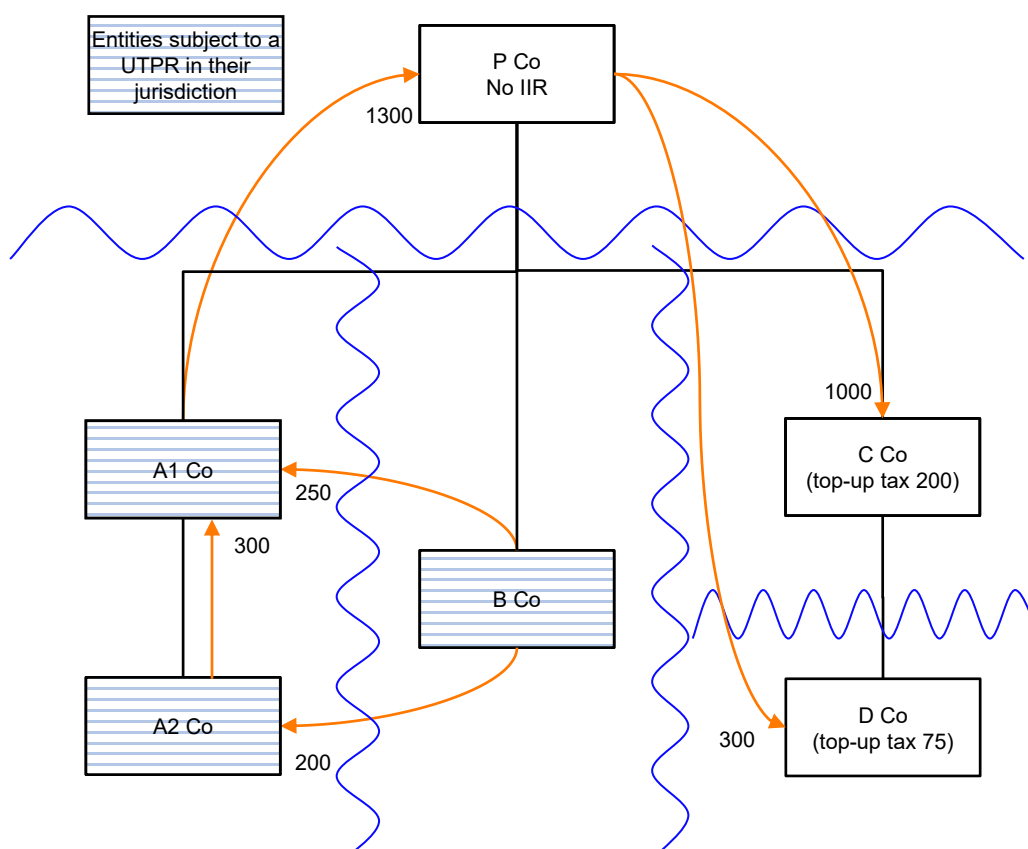 Entities subject to a
UTPR in their
jurisdiction
P Co
No IIR
1300
1000
A1 Co
250
C Co
(top-up tax 200)
300
B Co
A2 Co
200
300
D Co
(top-up tax 75)